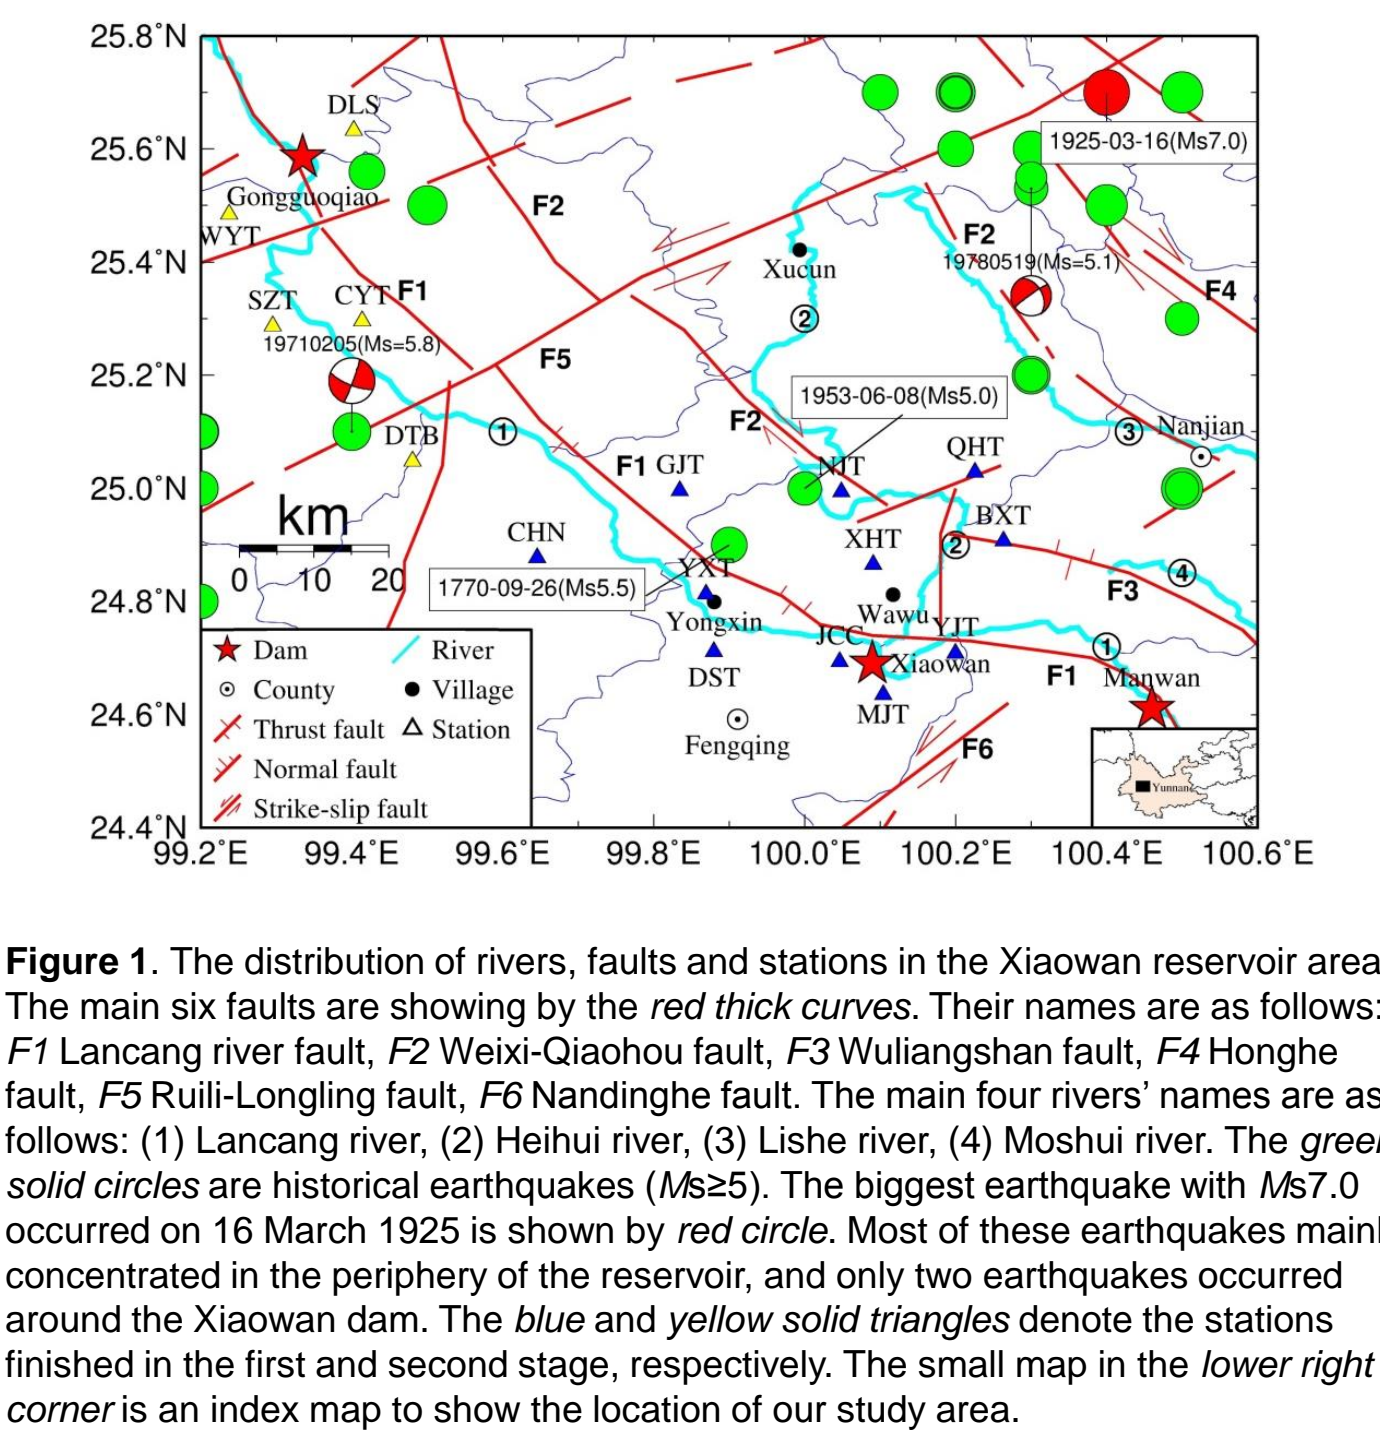 25.8°N
DLS
1925-03-16(Ms7.0)
25.6°N
Gongguoqiao
F2
WYT
F2
25.4°N
Xucun
19780519(Ms=5.1)
SZT
CYT
F1
F4
2
19710205(Ms=5.8)
F5
25.2°N
1953-06-08(Ms5.0)
F2
DTB
1
3
Nanjian
F1
GJT
NJT
QHT
25.0°N
km
CHN
XHT
BXT
2
0 10 20
1770-09-26(Ms5.5)
YXT
4
F3
24.8°N
Yongxin
Wawu
JCC
YJT
1
Dam
River
DST
Xiaowan
F1
Manwan
County
Village
MJT
24.6°N
Thrust fault
Station
Fengqing
F6
Normal fault
Yunnan
Strike-slip fault
24.4°N
99.2°E 99.4°E 99.6°E 99.8°E 100.0°E 100.2°E 100.4°E 100.6°E
Figure 1. The distribution of rivers, faults and stations in the Xiaowan reservoir area
The main six faults are showing by the red thick curves. Their names are as follows:
F1 Lancang river fault, F2 Weixi-Qiaohou fault, F3 Wuliangshan fault, F4 Honghe
fault, F5 Ruili-Longling fault, F6 Nandinghe fault. The main four rivers’ names are as
follows: (1) Lancang river, (2) Heihui river, (3) Lishe river, (4) Moshui river. The green
solid circles are historical earthquakes (Ms≥5). The biggest earthquake with Ms7.0
occurred on 16 March 1925 is shown by red circle. Most of these earthquakes mainl
concentrated in the periphery of the reservoir, and only two earthquakes occurred
around the Xiaowan dam. The blue and yellow solid triangles denote the stations
finished in the first and second stage, respectively. The small map in the lower right
corner is an index map to show the location of our study area.